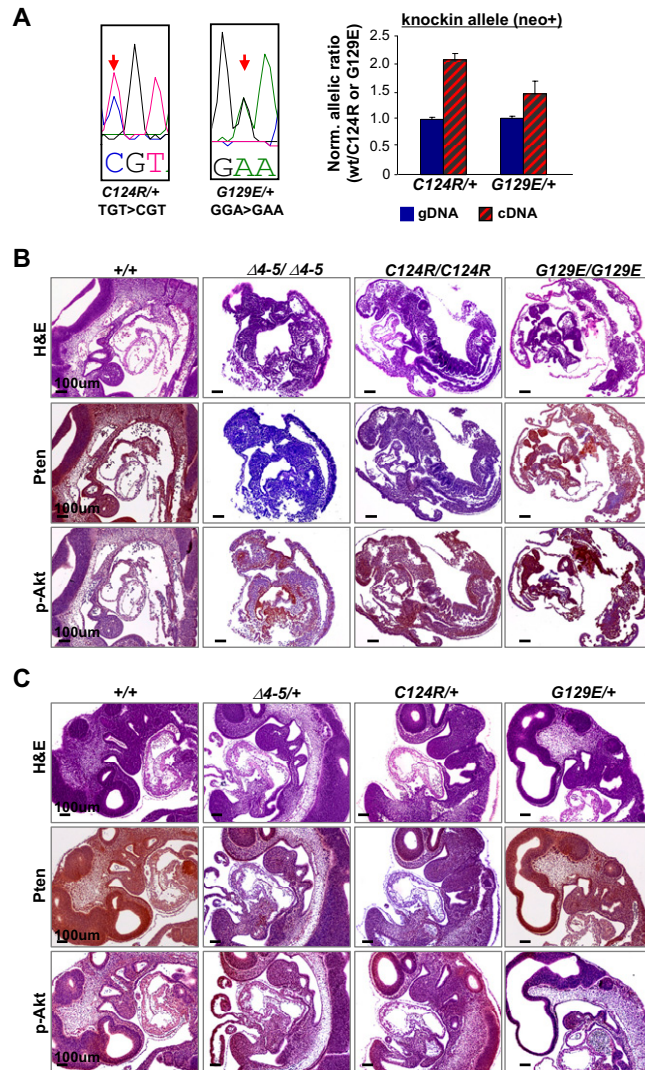 A
knockin allele (neo+)
Norm. allelic ratio
(wt/C124R or G129E)
2.5
2.0
1.5
1.0
0.5
0
CGT
GAA
C124R/+
TGT>CGT
G129E/+
GGA>GAA
C124R/+ G129E/+
gDNA cDNA
B
+/+ Δ4-5/ Δ4-5 C124R/C124R G129E/G129E
H&E
100um
Pten
100um
p-Akt
100um
C
+/+ Δ4-5/+ C124R/+ G129E/+
H&E
100um
Pten
100um
p-Akt
100um